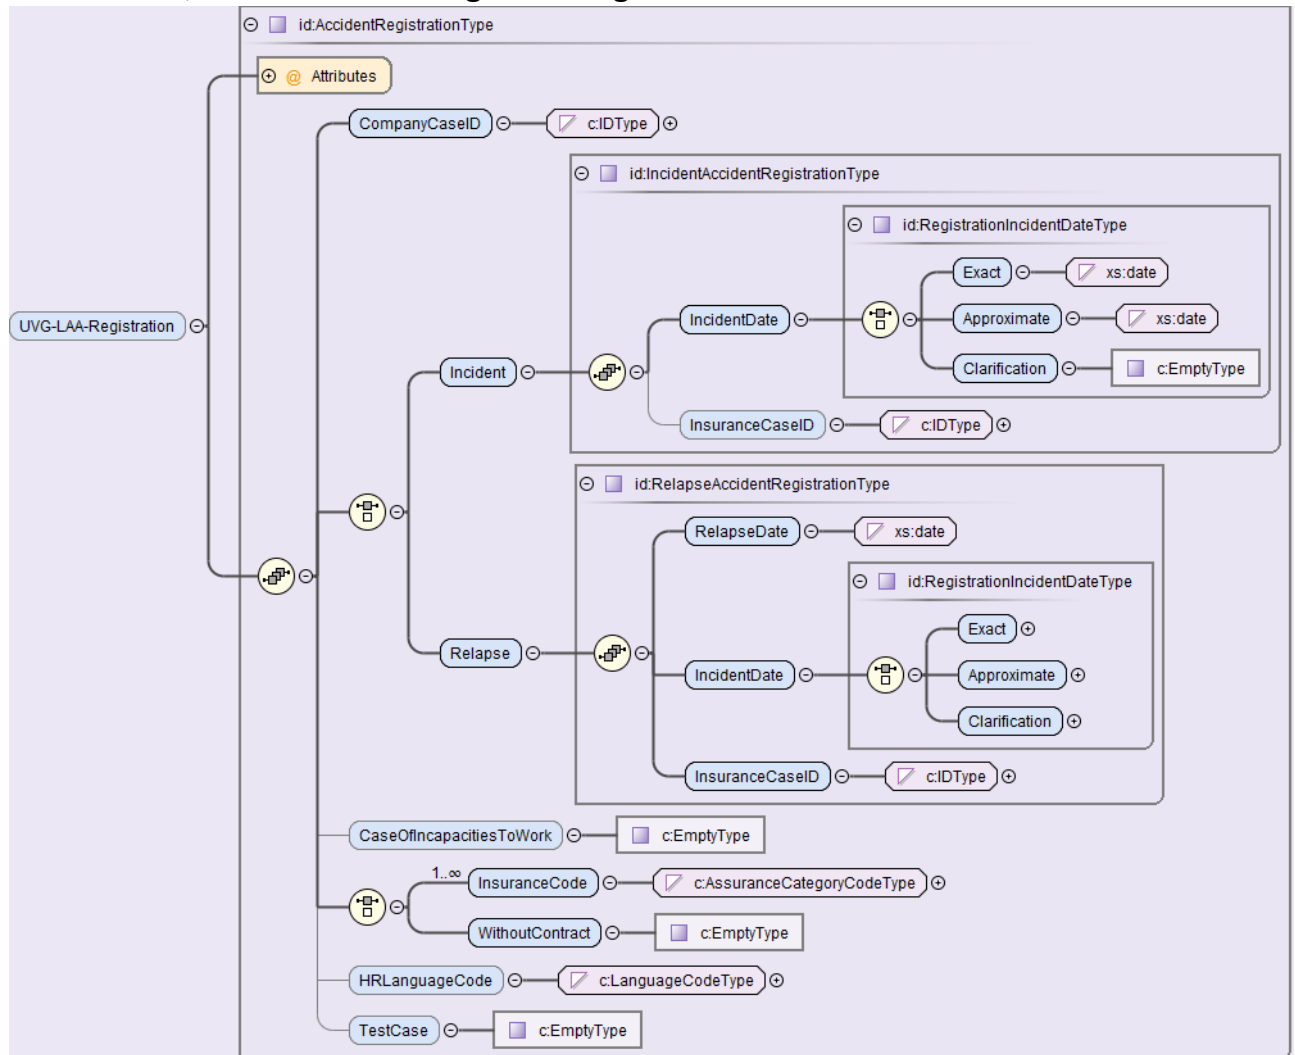 id:AccidentRegistrationType
@ Attributes
CompanyCaseID c:IDType
id:IncidentAccidentRegistrationType
id:RegistrationIncidentDateType
Exact xs:date
UVG-LAA-Registration
IncidentDate Approximate xs:date
Incident
Clarification c:EmptyType
InsuranceCaseID c:IDType
id:RelapseAccidentRegistrationType
RelapseDate xs:date
id:RegistrationIncidentDateType
Exact
Relapse
IncidentDate Approximate
Clarification
InsuranceCaseID c:IDType
CaseOfIncapacitiesToWork c:EmptyType
1..∞
InsuranceCode c:AssuranceCategoryCodeType
WithoutContract c:EmptyType
HRLanguageCode c:LanguageCodeType
TestCase c:EmptyType